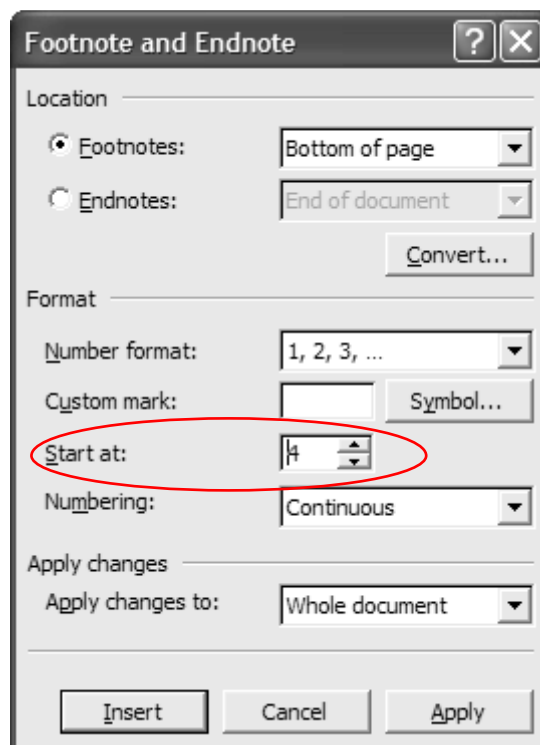 Footnote and Endnote
Location
Footnotes: Bottom of page
Endnotes: End of document
Convert...
Format
Number format: 1, 2, 3, ...
Custom mark: Symbol...
Start at: 4
Numbering: Continuous
Apply changes
Apply changes to: Whole document
Insert Cancel Apply